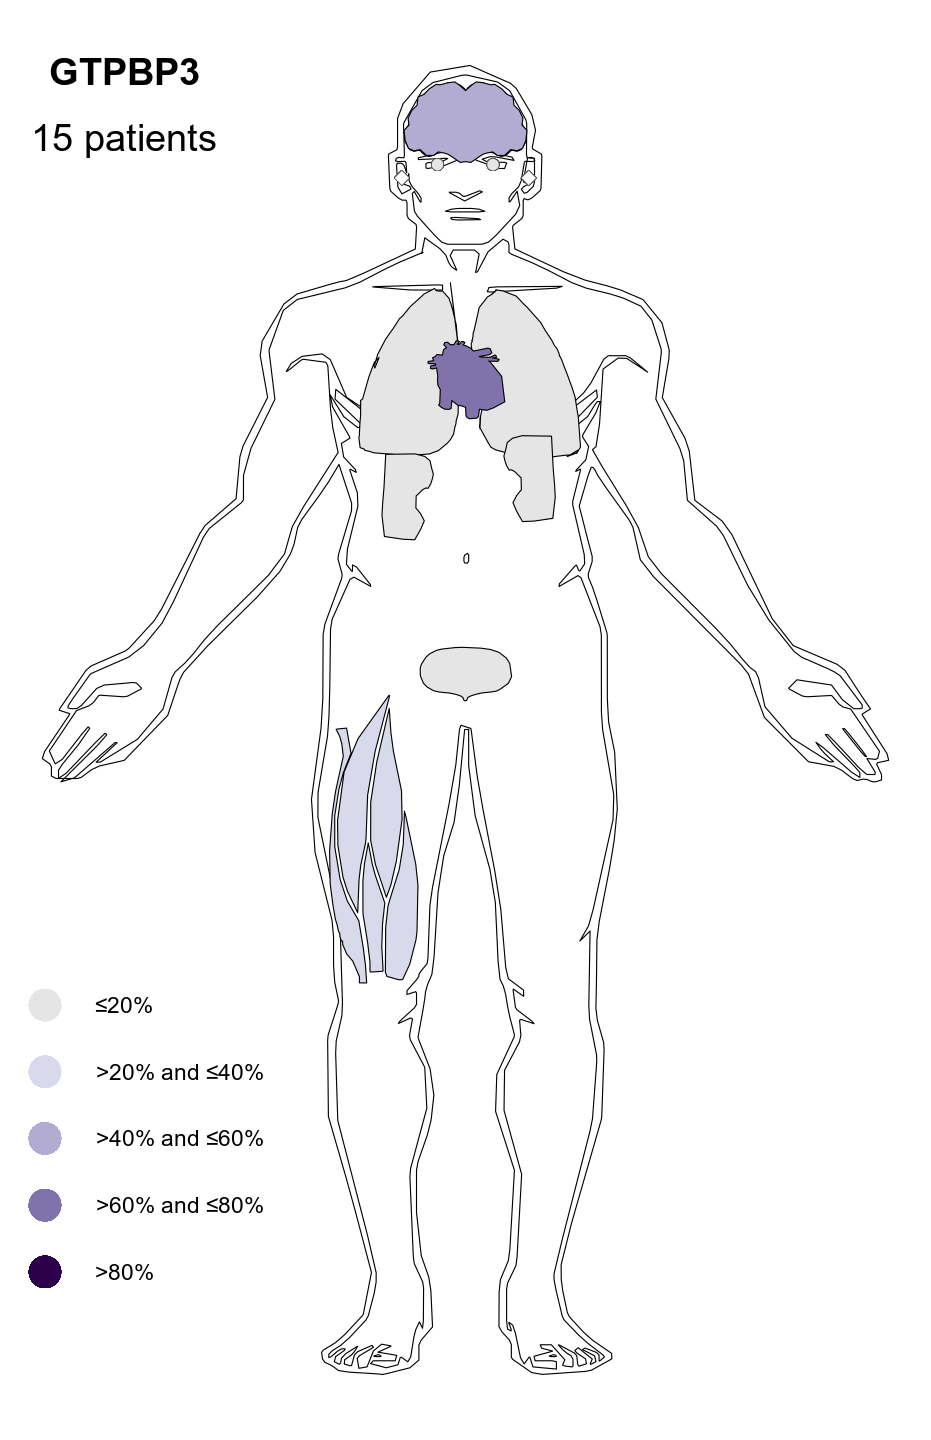 GTPBP3
15 patients
≤20%
>20% and ≤40%
>40% and ≤60%
>60% and ≤80%
>80%